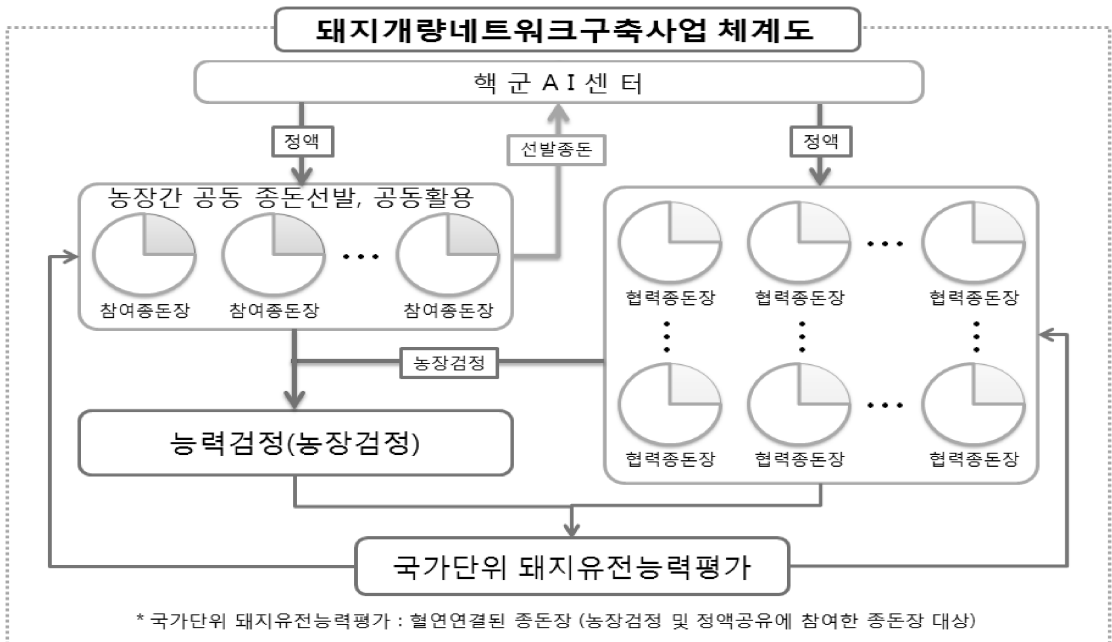 돼지개량네트워크구축사업 체계도
핵 군 A I 센 터
정액
선발종돈
정액
농장간 공동 종돈선발, 공동활용
참여종돈장
참여종돈장
참여종돈장
협력종돈장
협력종돈장
협력종돈장
농장검정
능력검정(농장검정)
협력종돈장
협력종돈장
협력종돈장
국가단위 돼지유전능력평가
* 국가단위 돼지유전능력평가 : 혈연연결된 종돈장 (농장검정 및 정액공유에 참여한 종돈장 대상)